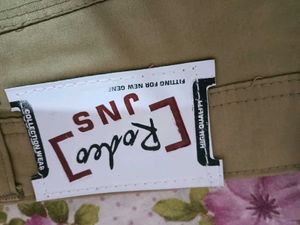 FITTING FOR NEW GENE
Rodeo
JNS
HIGH QUALITY
COLLECTION WEAR